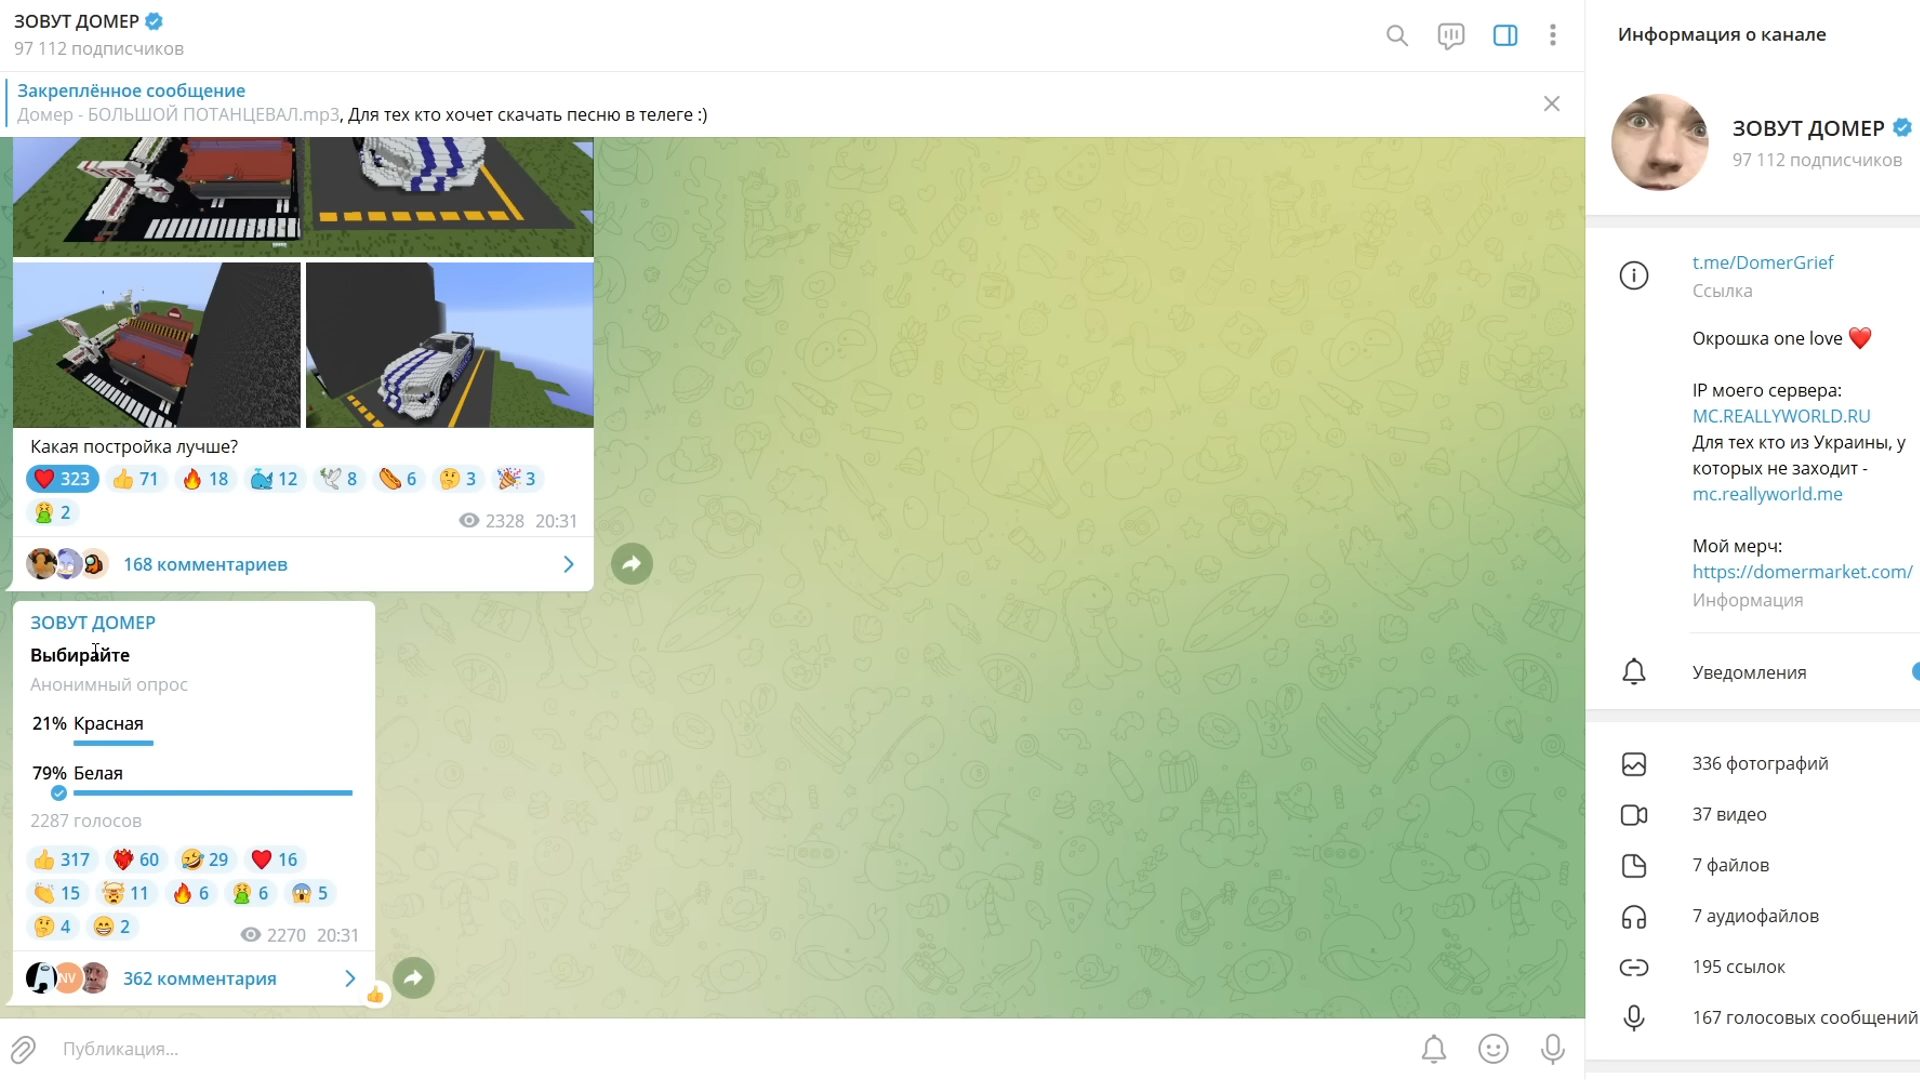 ЗОВУТ ДОМЕР
97 112 подписчиков
Закреплённое сообщение
Домер - БОЛЬШОЙ ПОТАНЦЕВАЛ.mp3, Для тех кто хочет скачать песню в телеге :)
Какая постройка лучше?
❤️ 323 👍 71 🔥 18 🐳 12 🕊 8 🌭 6 🤔 3 🎉 3
🤮 2
2328 20:31
168 комментариев
ЗОВУТ ДОМЕР
Выбирайте
Анонимный опрос
21% Красная
79% Белая
2287 голосов
👍 317 ❤️‍🔥 60 🤣 29 ❤️ 16
👏 15 🤯 11 🔥 6 🤮 6 😱 5
🤔 4 😁 2
2270 20:31
NV
362 комментария
Публикация...
Информация о канале
ЗОВУТ ДОМЕР
97 112 подписчиков
t.me/DomerGrief
Ссылка
Окрошка one love ❤️
IP моего сервера:
MC.REALLYWORLD.RU
Для тех кто из Украины, у
которых не заходит -
mc.reallyworld.me
Мой мерч:
https://domermarket.com/
Информация
Уведомления
336 фотографий
37 видео
7 файлов
7 аудиофайлов
195 ссылок
167 голосовых сообщений